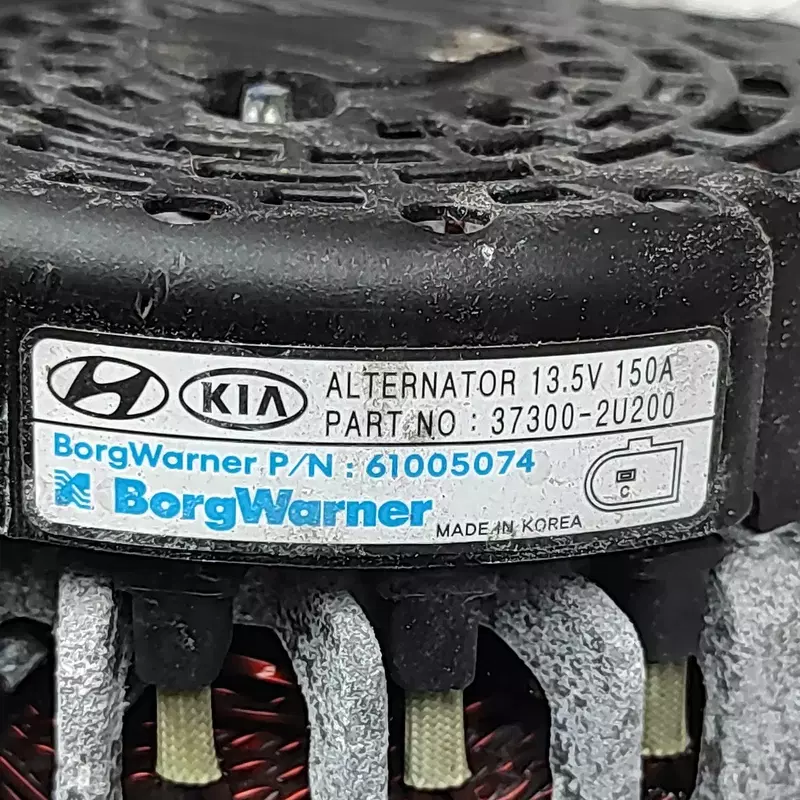 KIA ALTERNATOR 13.5V 150A
PART NO : 37300-2U200
BorgWarner P/N : 61005074
C
BorgWarner
MADE IN KOREA